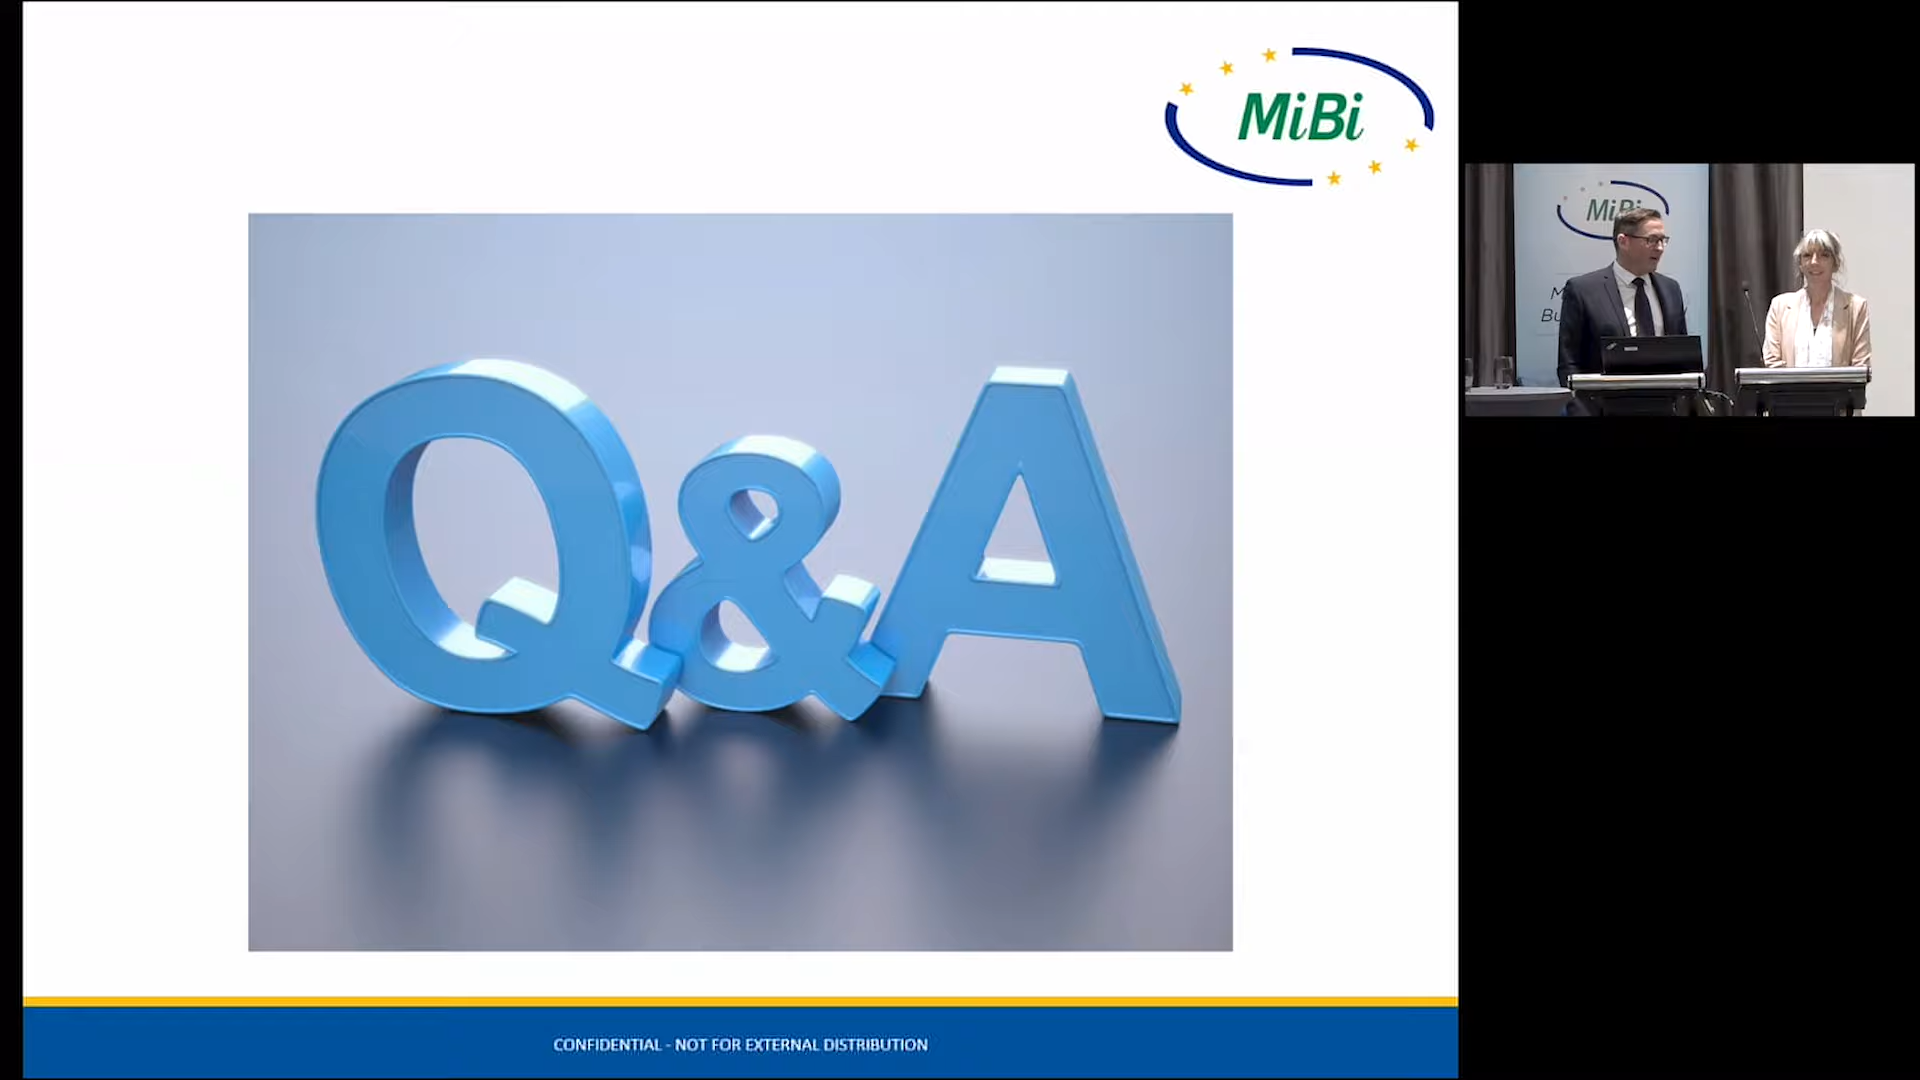 MiBi
Q&A
CONFIDENTIAL - NOT FOR EXTERNAL DISTRIBUTION
MiBi